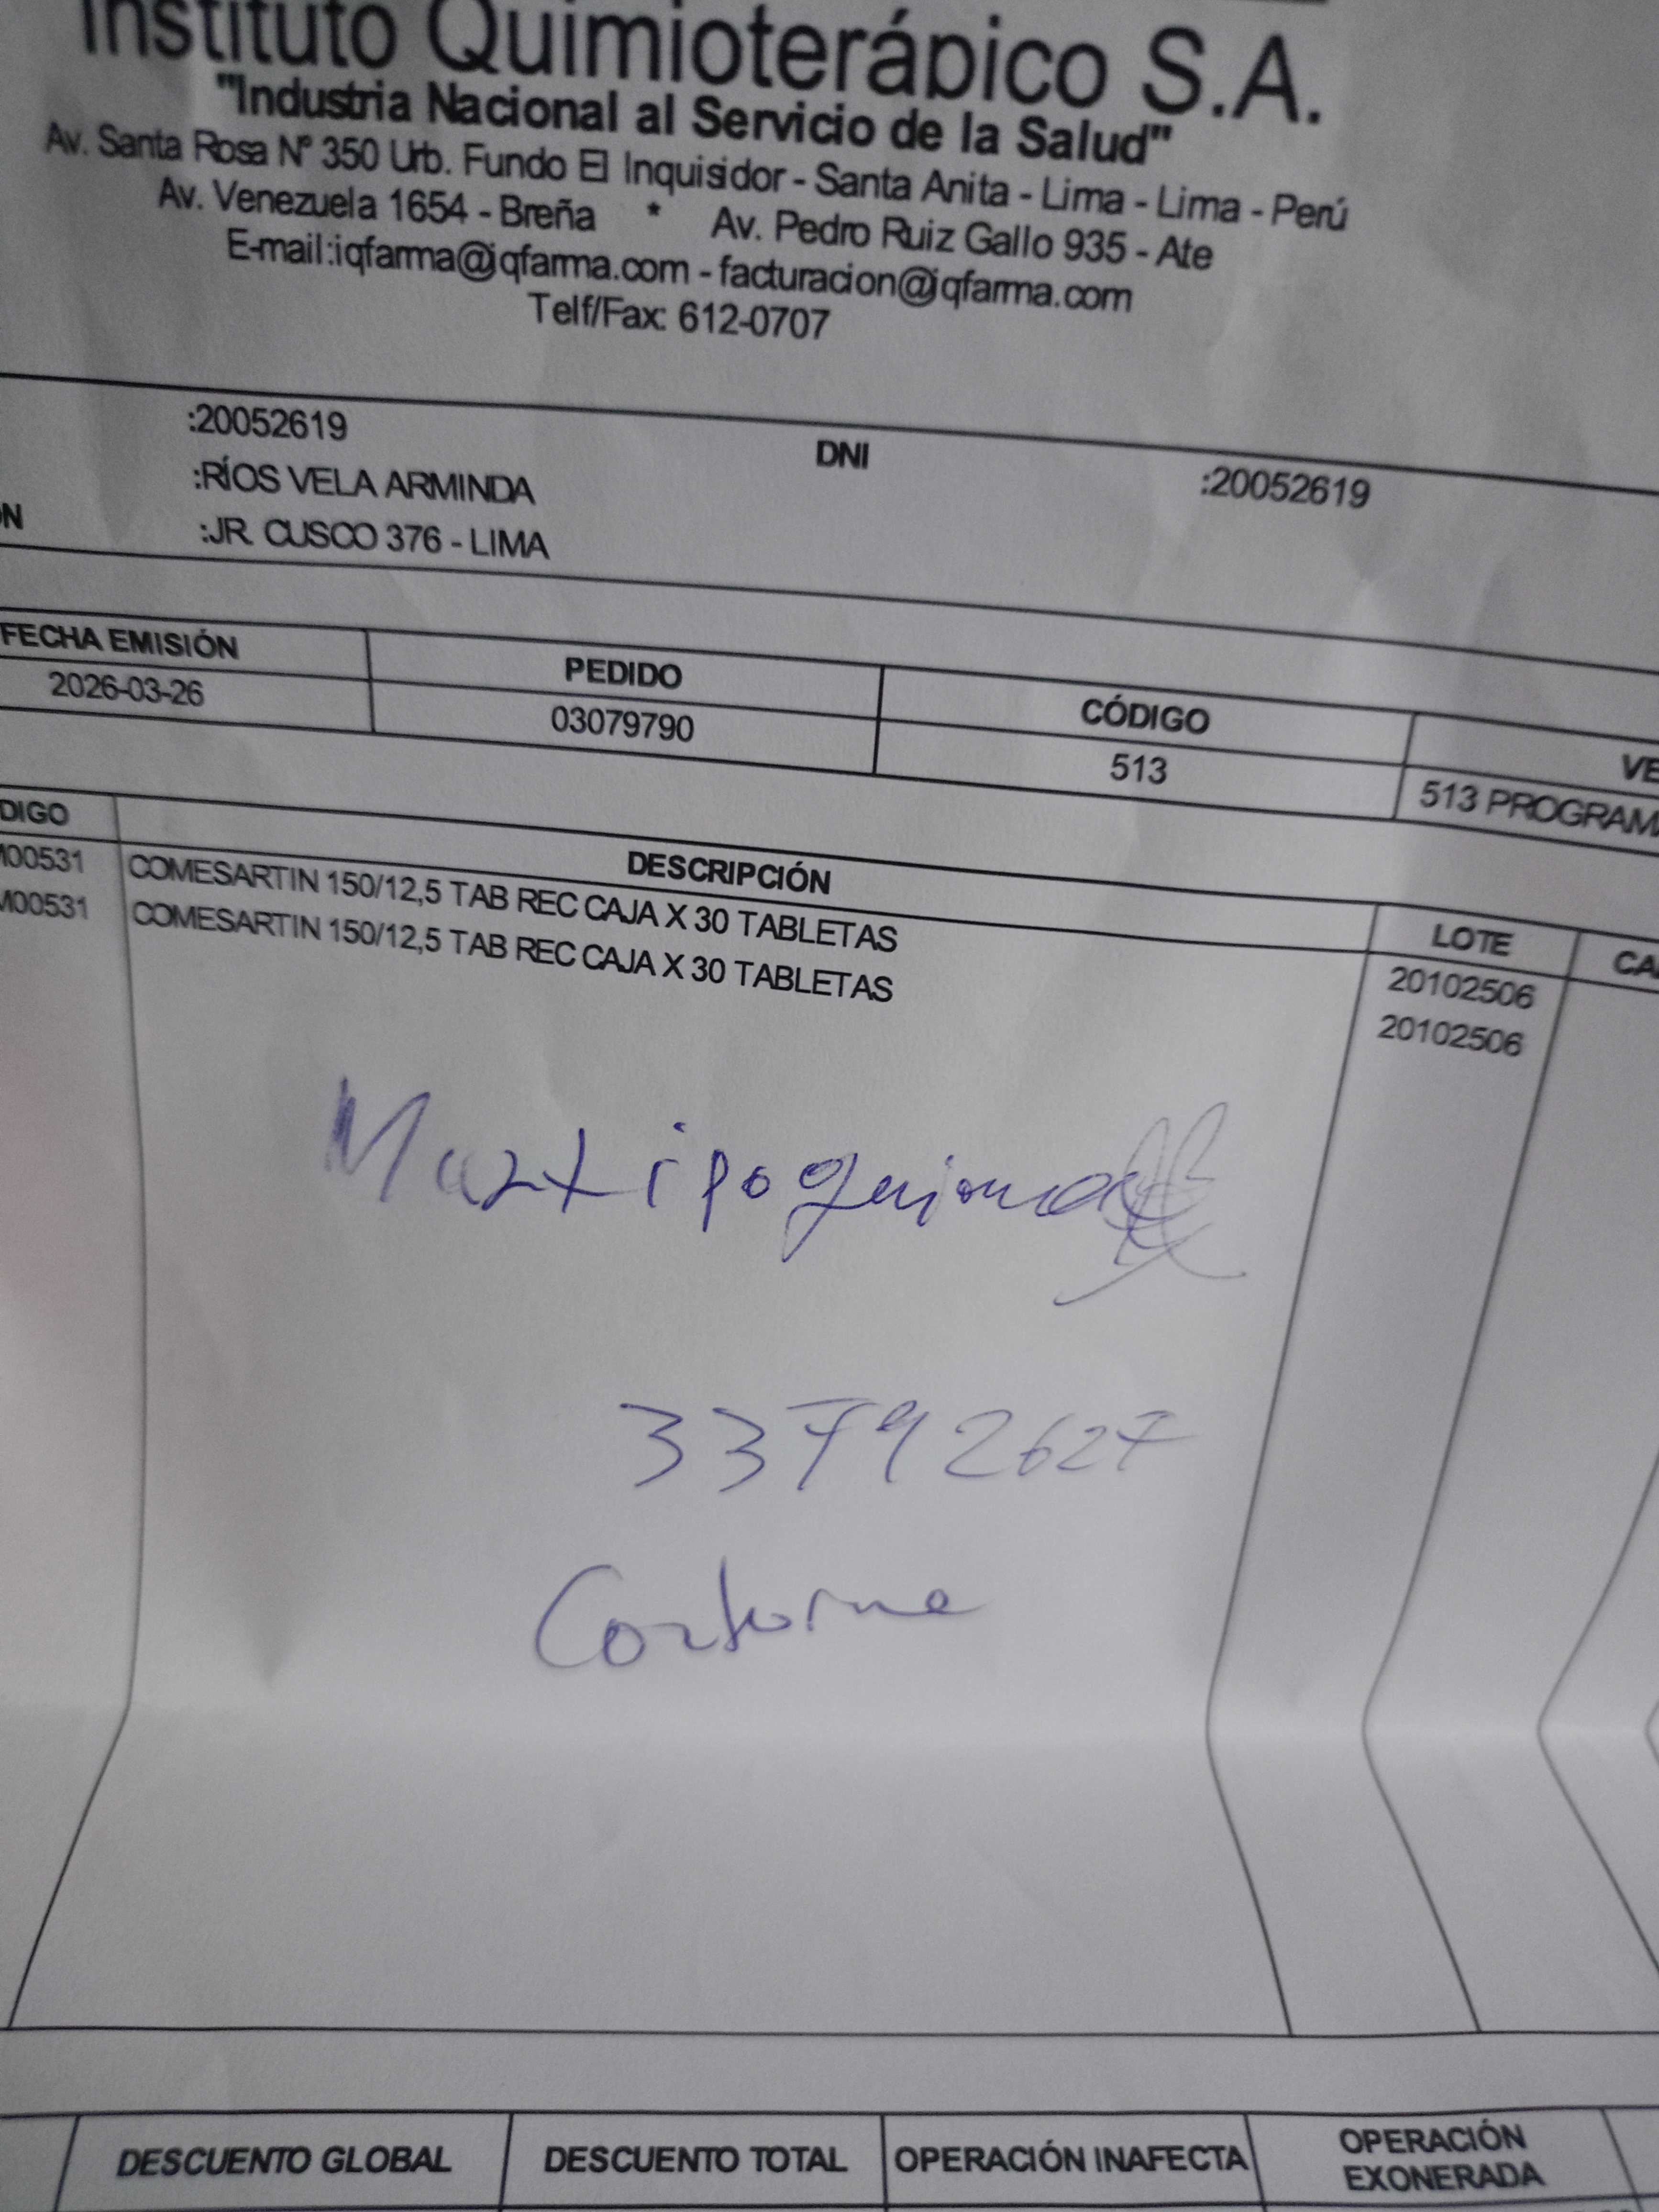 Instituto Quimioterápico S.A.
"Industria Nacional al Servicio de la Salud"
Av. Santa Rosa N° 350 Urb. Fundo El Inquisidor - Santa Anita - Lima - Lima - Perú
Av. Venezuela 1654 - Breña * Av. Pedro Ruiz Gallo 935 - Ate
E-mail:iqfarma@iqfarma.com - facturacion@iqfarma.com
Telf/Fax: 612-0707
:20052619 DNI :20052619
:RÍOS VELA ARMINDA
ÓN :JR. CUSCO 376 - LIMA
FECHA EMISIÓN PEDIDO CÓDIGO VE
2026-03-26 03079790 513 513 PROGRAMA
DIGO DESCRIPCIÓN LOTE CA
M00531 COMESARTIN 150/12,5 TAB REC CAJA X 30 TABLETAS 20102506
M00531 COMESARTIN 150/12,5 TAB REC CAJA X 30 TABLETAS 20102506
33792627
Conforme
DESCUENTO GLOBAL DESCUENTO TOTAL OPERACIÓN INAFECTA OPERACIÓN EXONERADA